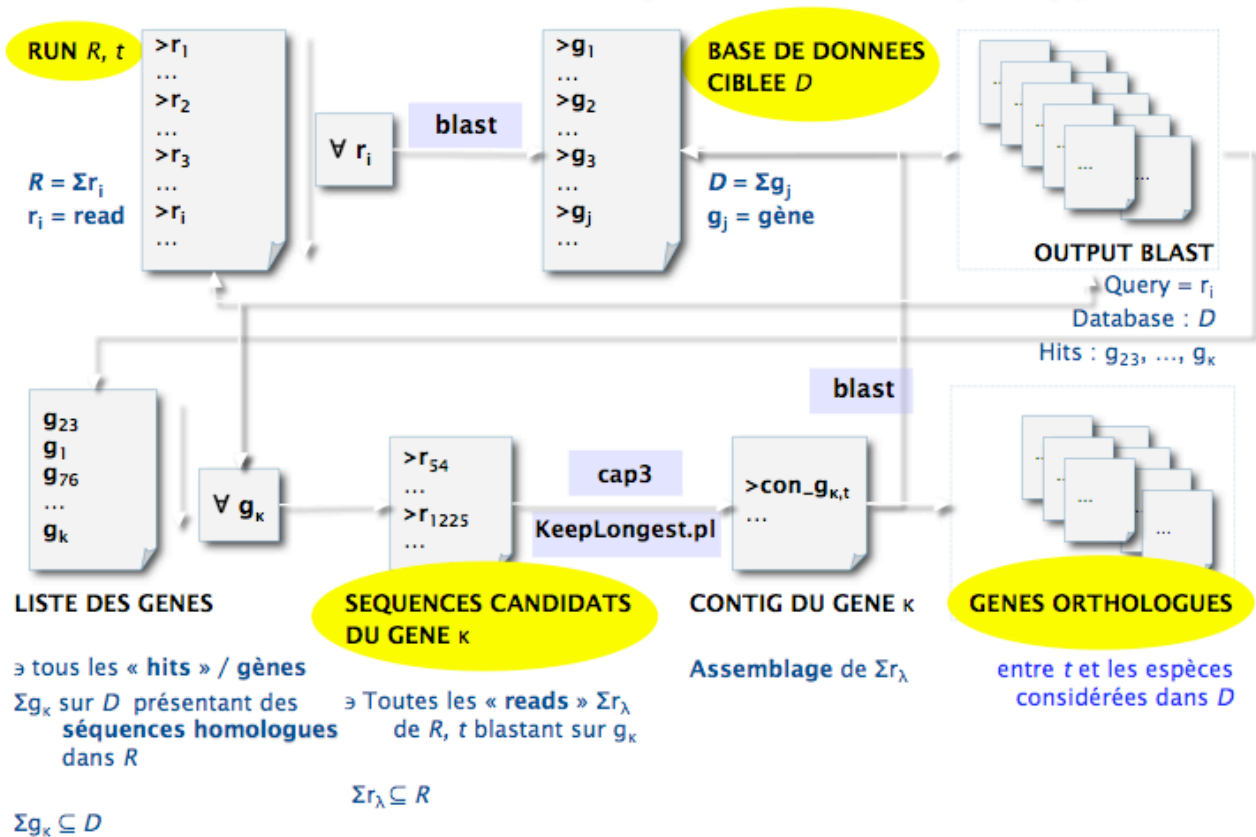 RUN R, t
>r1
...
>r2
...
>r3
...
>ri
...
R = Σri
ri = read
∀ ri
blast
>g1
...
>g2
...
>g3
...
>gj
...
BASE DE DONNEES
CIBLEE D
D = Σgj
gj = gène
...
...
...
...
...
...
OUTPUT BLAST
Query = ri
Database : D
Hits : g23, ..., gκ
g23
g1
g76
...
gk
∀ gκ
>r54
...
>r1225
...
cap3
KeepLongest.pl
blast
>con_gκ,t
...
...
...
...
...
LISTE DES GENES
϶ tous les « hits » / gènes
Σgκ sur D présentant des
séquences homologues
dans R
Σgκ ⊆ D
SEQUENCES CANDIDATS
DU GENE κ
϶ Toutes les « reads » Σrλ
de R, t blastant sur gκ
Σrλ ⊆ R
CONTIG DU GENE κ
Assemblage de Σrλ
GENES ORTHOLOGUES
entre t et les espèces
considérées dans D